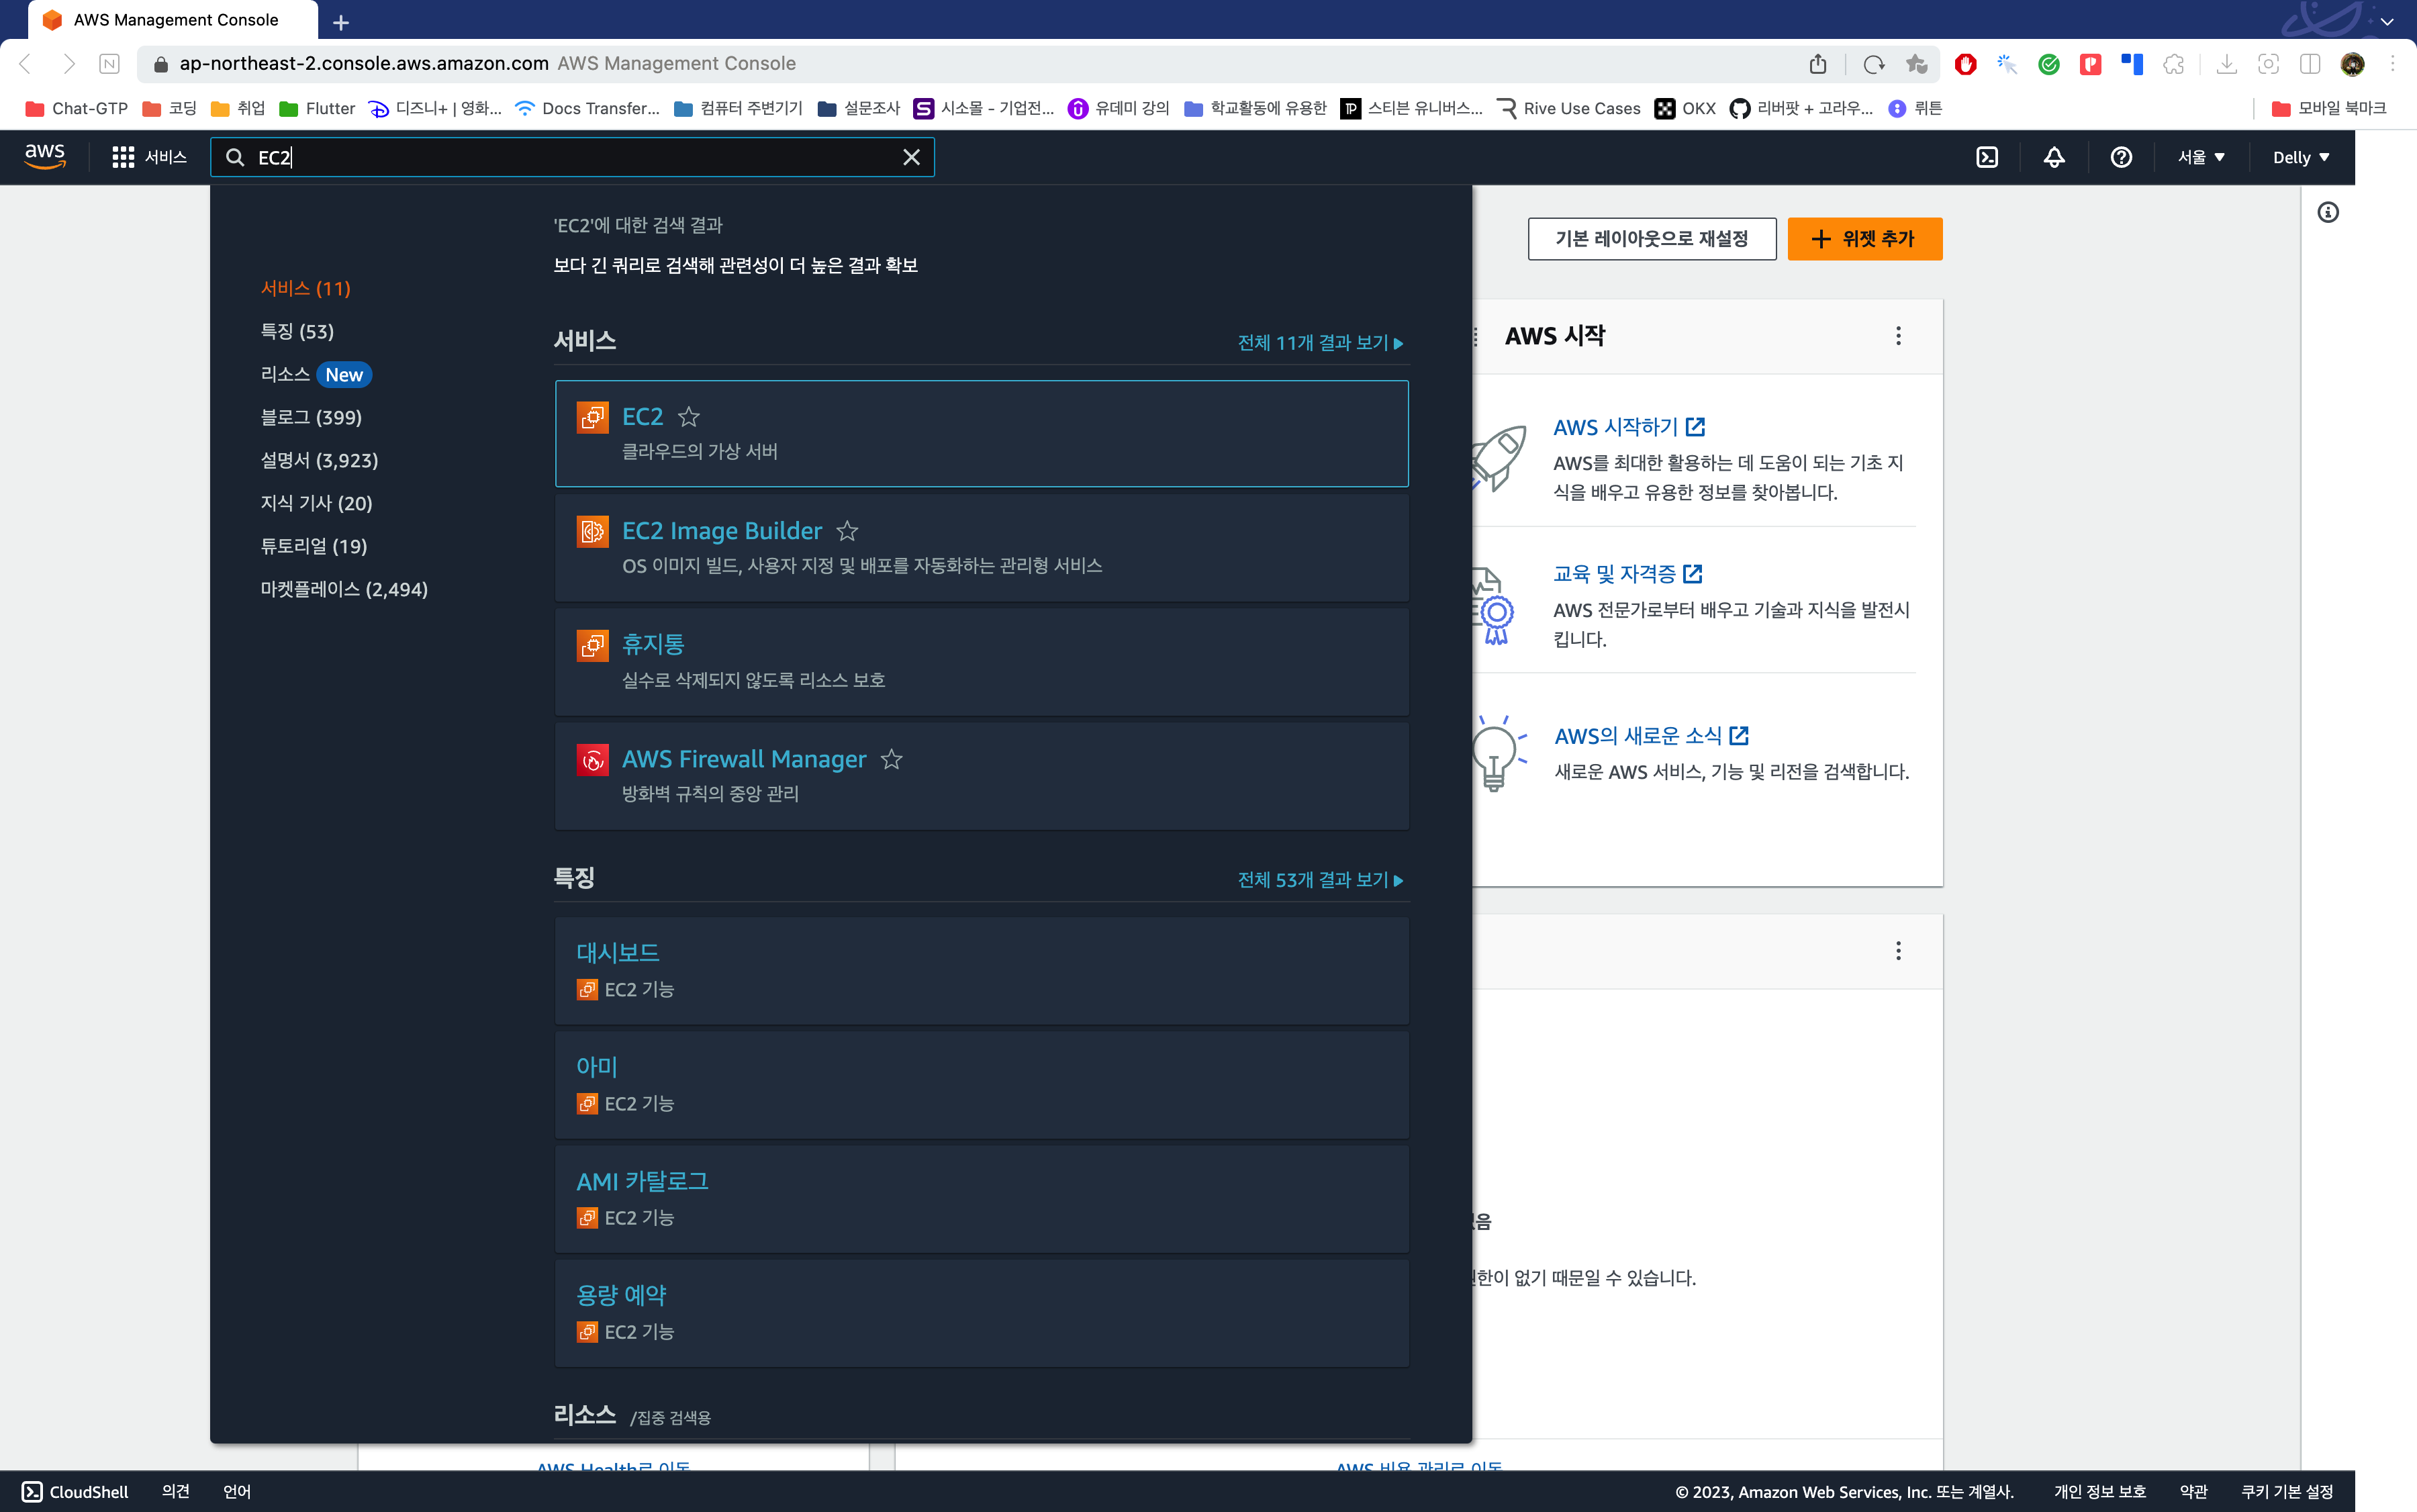 AWS Management Console
ap-northeast-2.console.aws.amazon.com AWS Management Console
Chat-GTP 코딩 취업 Flutter 디즈니+ | 영화... Docs Transfer... 컴퓨터 주변기기 설문조사 시소몰 - 기업전... 유데미 강의 학교활동에 유용한 스티븐 유니버스... Rive Use Cases OKX 리버팟 + 고라우... 뤼튼 모바일 북마크
aws 서비스 EC2 서울 Delly
'EC2'에 대한 검색 결과
보다 긴 쿼리로 검색해 관련성이 더 높은 결과 확보
서비스 (11)
특징 (53)
리소스 New
블로그 (399)
설명서 (3,923)
지식 기사 (20)
튜토리얼 (19)
마켓플레이스 (2,494)
서비스 전체 11개 결과 보기
EC2
클라우드의 가상 서버
EC2 Image Builder
OS 이미지 빌드, 사용자 지정 및 배포를 자동화하는 관리형 서비스
휴지통
실수로 삭제되지 않도록 리소스 보호
AWS Firewall Manager
방화벽 규칙의 중앙 관리
특징 전체 53개 결과 보기
대시보드
EC2 기능
아미
EC2 기능
AMI 카탈로그
EC2 기능
용량 예약
EC2 기능
리소스 /집중 검색용
기본 레이아웃으로 재설정 위젯 추가
AWS 시작
AWS 시작하기
AWS를 최대한 활용하는 데 도움이 되는 기초 지
식을 배우고 유용한 정보를 찾아봅니다.
교육 및 자격증
AWS 전문가로부터 배우고 기술과 지식을 발전시
킵니다.
AWS의 새로운 소식
새로운 AWS 서비스, 기능 및 리전을 검색합니다.
음
한이 없기 때문일 수 있습니다.
AWS Health로 이동 AWS 비용 관리로 이동
CloudShell 의견 언어 © 2023, Amazon Web Services, Inc. 또는 계열사. 개인 정보 보호 약관 쿠키 기본 설정